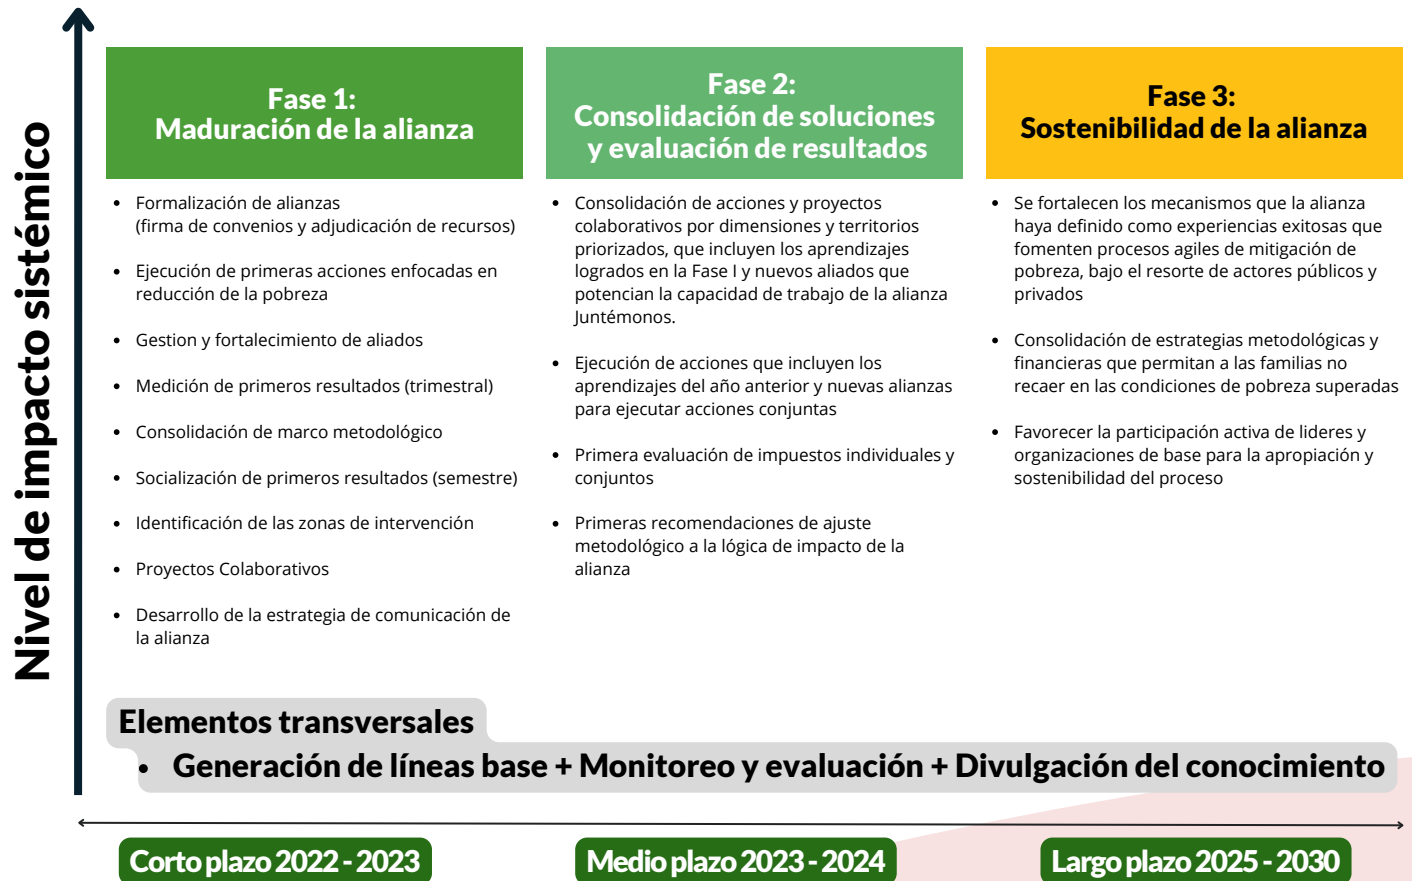 Nivel de impacto sistémico
Fase 1:
Maduración de la alianza
• Formalización de alianzas
(firma de convenios y adjudicación de recursos)
• Ejecución de primeras acciones enfocadas en
reducción de la pobreza
• Gestion y fortalecimiento de aliados
• Medición de primeros resultados (trimestral)
• Consolidación de marco metodológico
• Socialización de primeros resultados (semestre)
• Identificación de las zonas de intervención
• Proyectos Colaborativos
• Desarrollo de la estrategia de comunicación de
la alianza
Fase 2:
Consolidación de soluciones
y evaluación de resultados
• Consolidación de acciones y proyectos
colaborativos por dimensiones y territorios
priorizados, que incluyen los aprendizajes
logrados en la Fase I y nuevos aliados que
potencian la capacidad de trabajo de la alianza
Juntémonos.
• Ejecución de acciones que incluyen los
aprendizajes del año anterior y nuevas alianzas
para ejecutar acciones conjuntas
• Primera evaluación de impuestos individuales y
conjuntos
• Primeras recomendaciones de ajuste
metodológico a la lógica de impacto de la
alianza
Fase 3:
Sostenibilidad de la alianza
• Se fortalecen los mecanismos que la alianza
haya definido como experiencias exitosas que
fomenten procesos agiles de mitigación de
pobreza, bajo el resorte de actores públicos y
privados
• Consolidación de estrategias metodológicas y
financieras que permitan a las familias no
recaer en las condiciones de pobreza superadas
• Favorecer la participación activa de lideres y
organizaciones de base para la apropiación y
sostenibilidad del proceso
Elementos transversales
• Generación de líneas base + Monitoreo y evaluación + Divulgación del conocimiento
Corto plazo 2022 - 2023
Medio plazo 2023 - 2024
Largo plazo 2025 - 2030